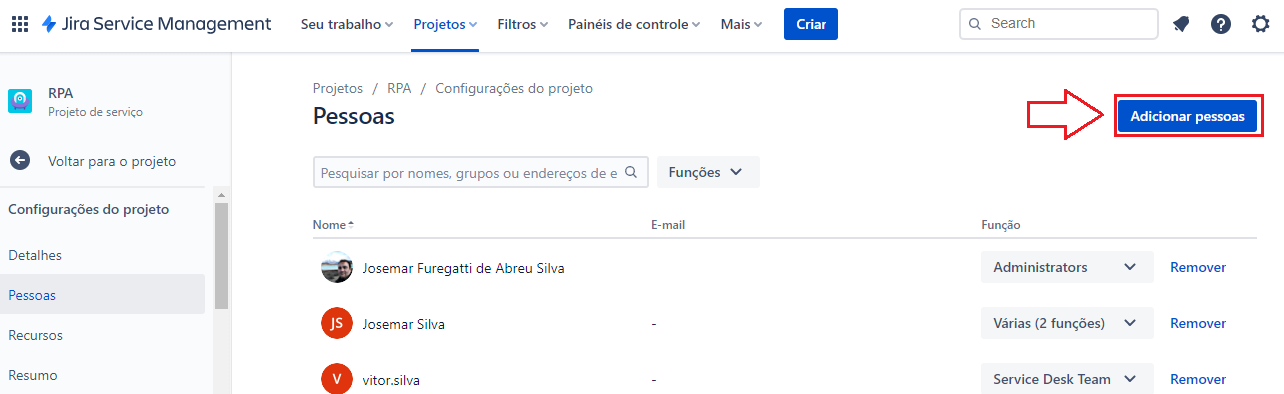 Jira Service Management Seu trabalho Projetos Filtros Painéis de controle Mais Criar Search
RPA
Projeto de serviço
Voltar para o projeto
Configurações do projeto
Detalhes
Pessoas
Recursos
Resumo
Projetos / RPA / Configurações do projeto
Pessoas
Adicionar pessoas
Pesquisar por nomes, grupos ou endereços de e
Funções
Nome E-mail Função
Josemar Furegatti de Abreu Silva Administrators Remover
JS Josemar Silva - Várias (2 funções) Remover
V vitor.silva - Service Desk Team Remover